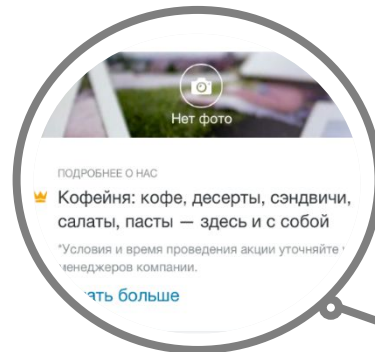 Нет фото
ПОДРОБНЕЕ О НАС
Кофейня: кофе, десерты, сэндвичи,
салаты, пасты — здесь и с собой
*Условия и время проведения акции уточняйте
менеджеров компании.
больше